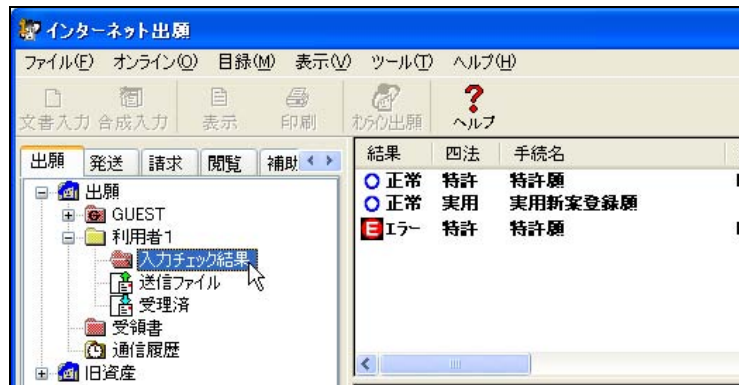 インターネット出願
ファイル(F) オンライン(O) 目録(M) 表示(V) ツール(T) ヘルプ(H)
文書入力 合成入力 表示 印刷 オンライン出願 ヘルプ
出願 発送 請求 閲覧 補助
出願
GUEST
利用者1
入力チェック結果
送信ファイル
受理済
受領書
通信履歴
旧資産
結果 四法 手続名
正常 特許 特許願
正常 実用 実用新案登録願
E エラー 特許 特許願